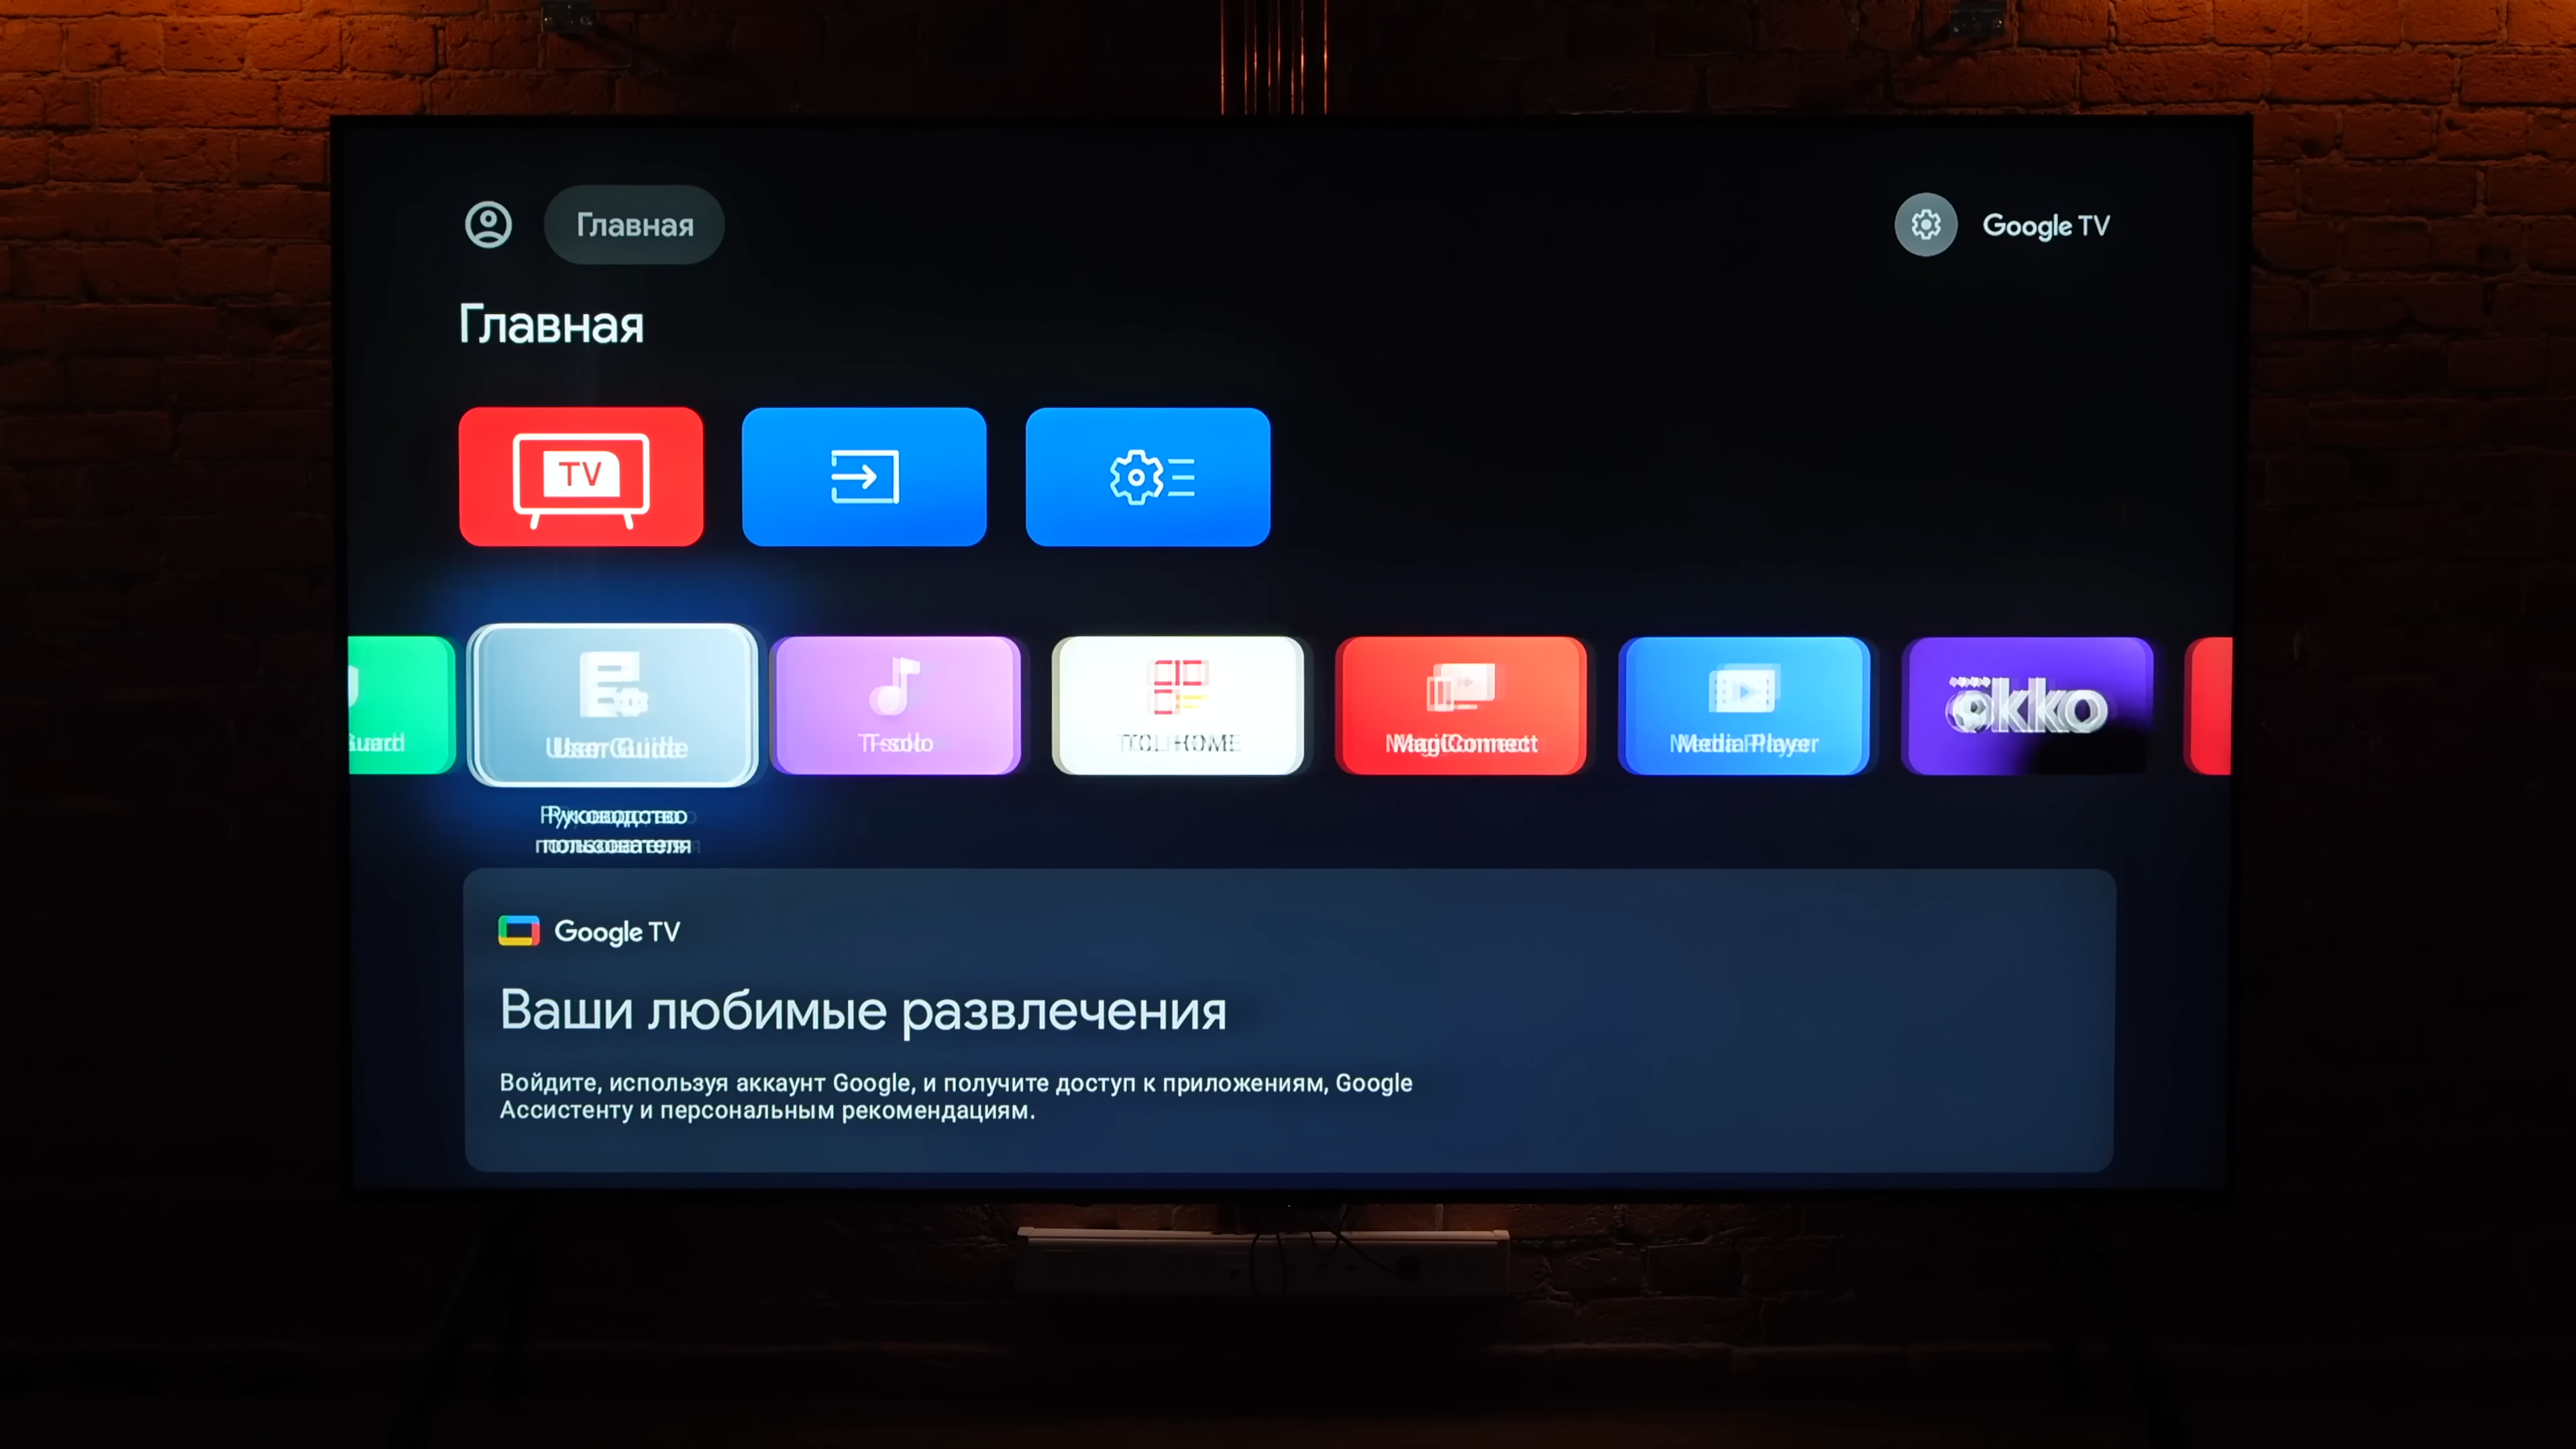 Главная
Google TV
Главная
TV
User Guide
T-solo
TCL HOME
MagiConnect
Media Player
okko
Руководство
пользователя
Google TV
Ваши любимые развлечения
Войдите, используя аккаунт Google, и получите доступ к приложениям, Google
Ассистенту и персональным рекомендациям.